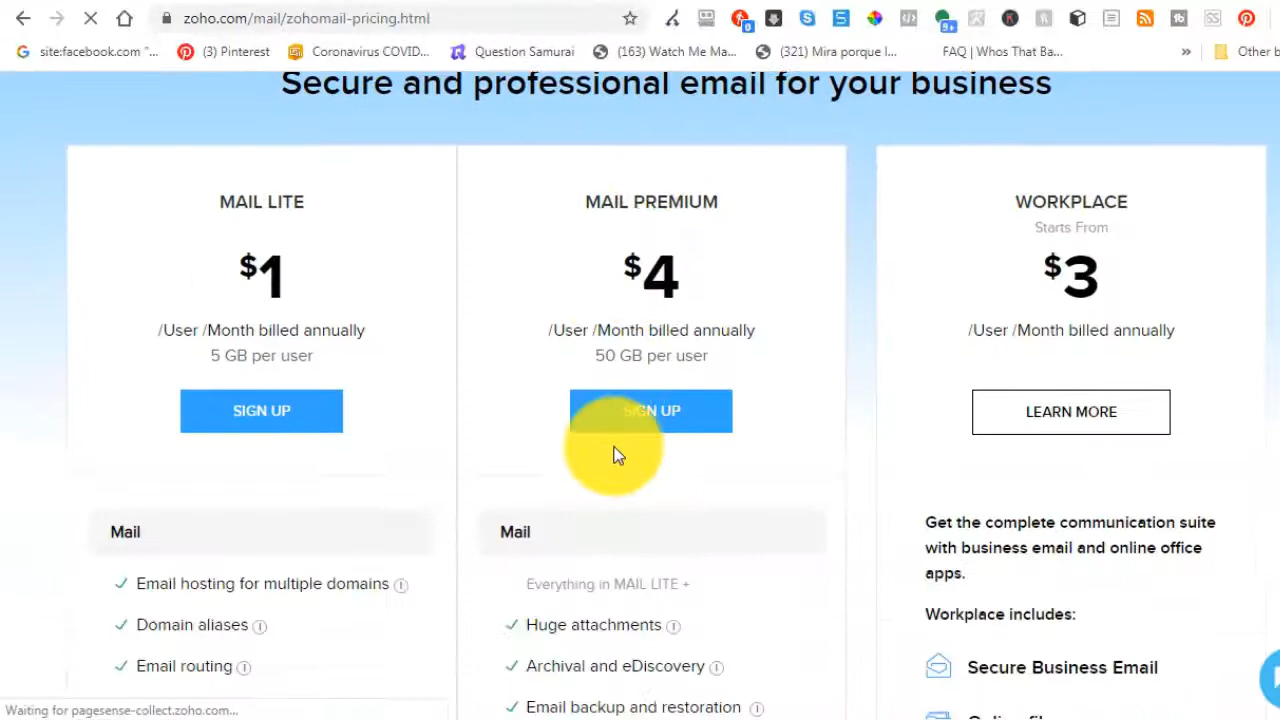 zoho.com/mail/zohomail-pricing.html
site:facebook.com "...
(3) Pinterest
Coronavirus COVID...
Question Samurai
(163) Watch Me Ma...
(321) Mira porque l...
FAQ | Whos That Ba...
»
Other b
Secure and professional email for your business
MAIL LITE
$1
/User /Month billed annually
5 GB per user
SIGN UP
Mail
Email hosting for multiple domains
Domain aliases
Email routing
MAIL PREMIUM
$4
/User /Month billed annually
50 GB per user
SIGN UP
Mail
Everything in MAIL LITE +
Huge attachments
Archival and eDiscovery
Email backup and restoration
WORKPLACE
Starts From
$3
/User /Month billed annually
LEARN MORE
Get the complete communication suite
with business email and online office
apps.
Workplace includes:
Secure Business Email
Waiting for pagesense-collect.zoho.com...